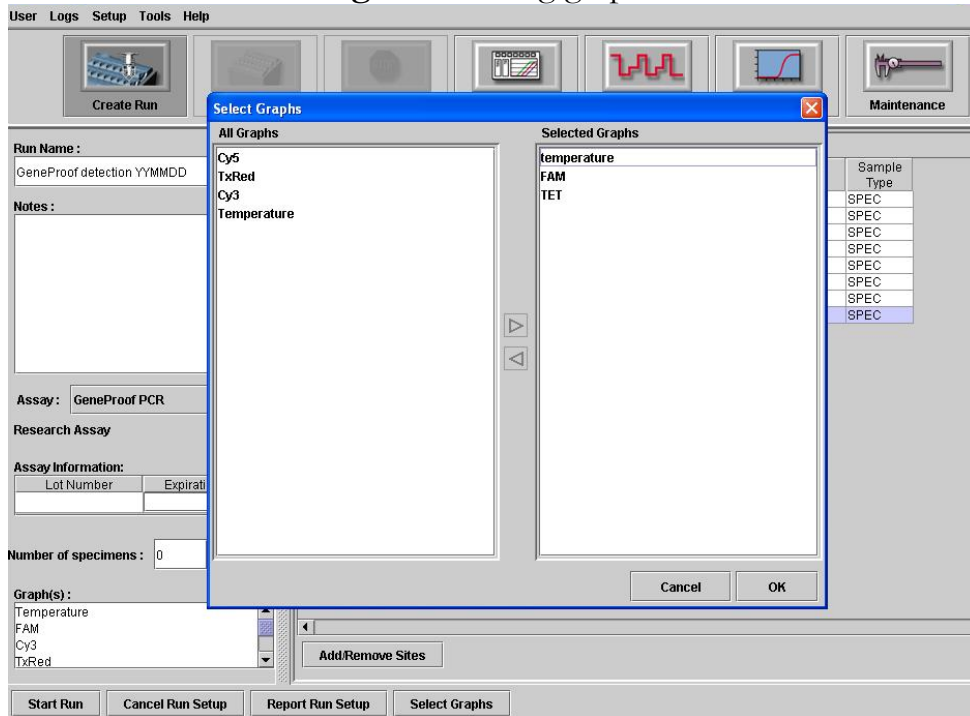 User Logs Setup Tools Help
Create Run
Maintenance
Select Graphs
All Graphs
Selected Graphs
Cy5
TxRed
Cy3
Temperature
temperature
FAM
TET
Cancel
OK
Run Name :
GeneProof detection YYMMDD
Notes :
Assay : GeneProof PCR
Research Assay
Assay Information:
Lot Number
Number of specimens : 0
Graph(s) :
Temperature
FAM
Cy3
TxRed
Sample
Type
SPEC
SPEC
SPEC
SPEC
SPEC
SPEC
SPEC
SPEC
Add/Remove Sites
Start Run
Cancel Run Setup
Report Run Setup
Select Graphs